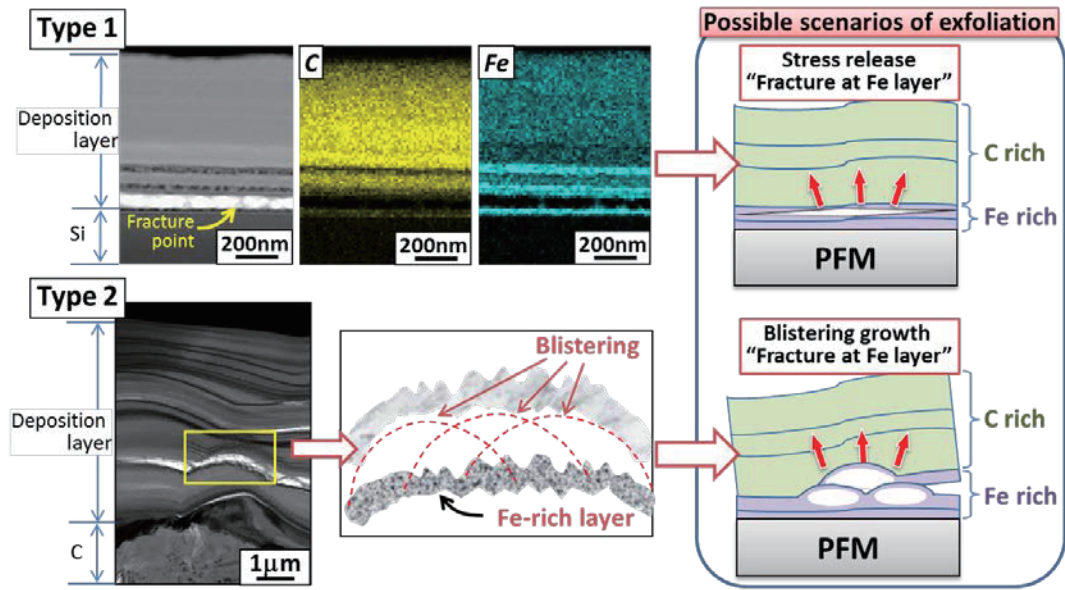 Type 1
C
Fe
Deposition
layer
Si
Fracture
point
200nm
200nm
200nm
Possible scenarios of exfoliation
Stress release
“Fracture at Fe layer”
C rich
Fe rich
PFM
Type 2
Deposition
layer
C
1μm
Blistering
Fe-rich layer
Blistering growth
“Fracture at Fe layer”
C rich
Fe rich
PFM